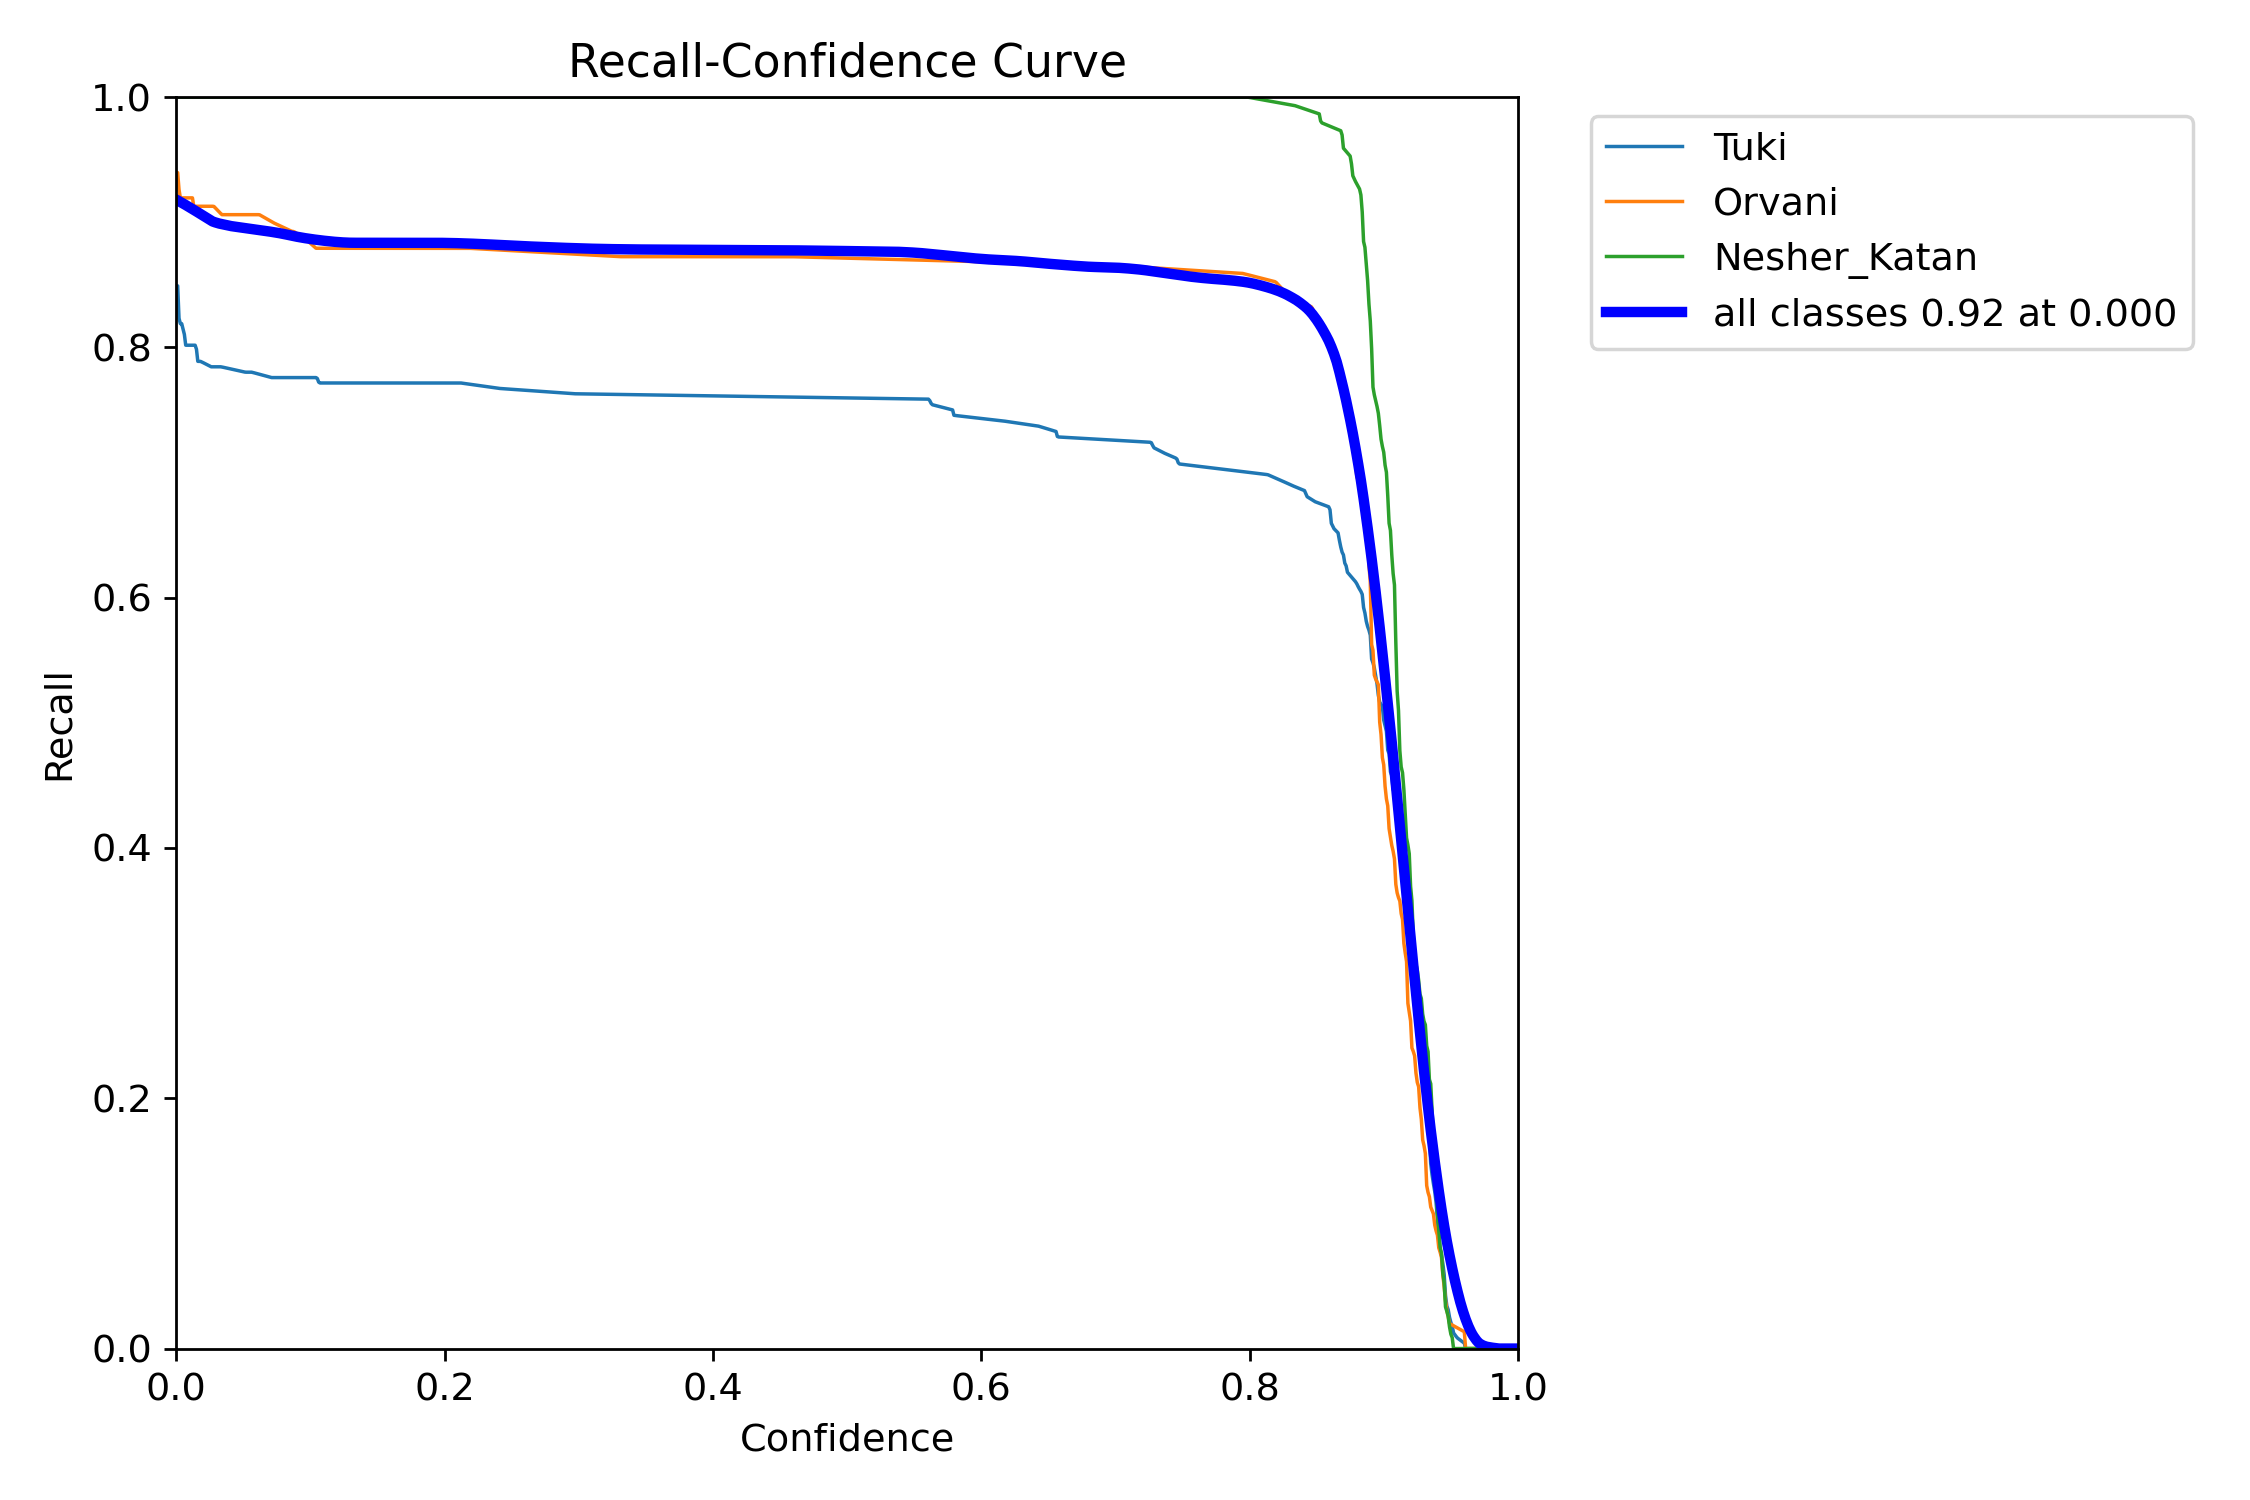 Recall-Confidence Curve
1.0
0.8
0.6
0.4
0.2
0.0
Recall
0.0 0.2 0.4 0.6 0.8 1.0
Confidence
Tuki
Orvani
Nesher_Katan
all classes 0.92 at 0.000